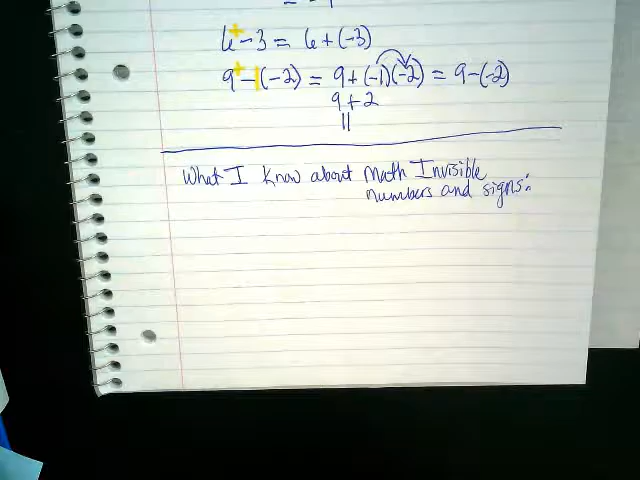 6 + - 3 = 6 + (-3)
9 + - 1(-2) = 9 + (-1)(-2) = 9 - (-2)
9 + 2
11
What I know about Math Invisible
numbers and signs: